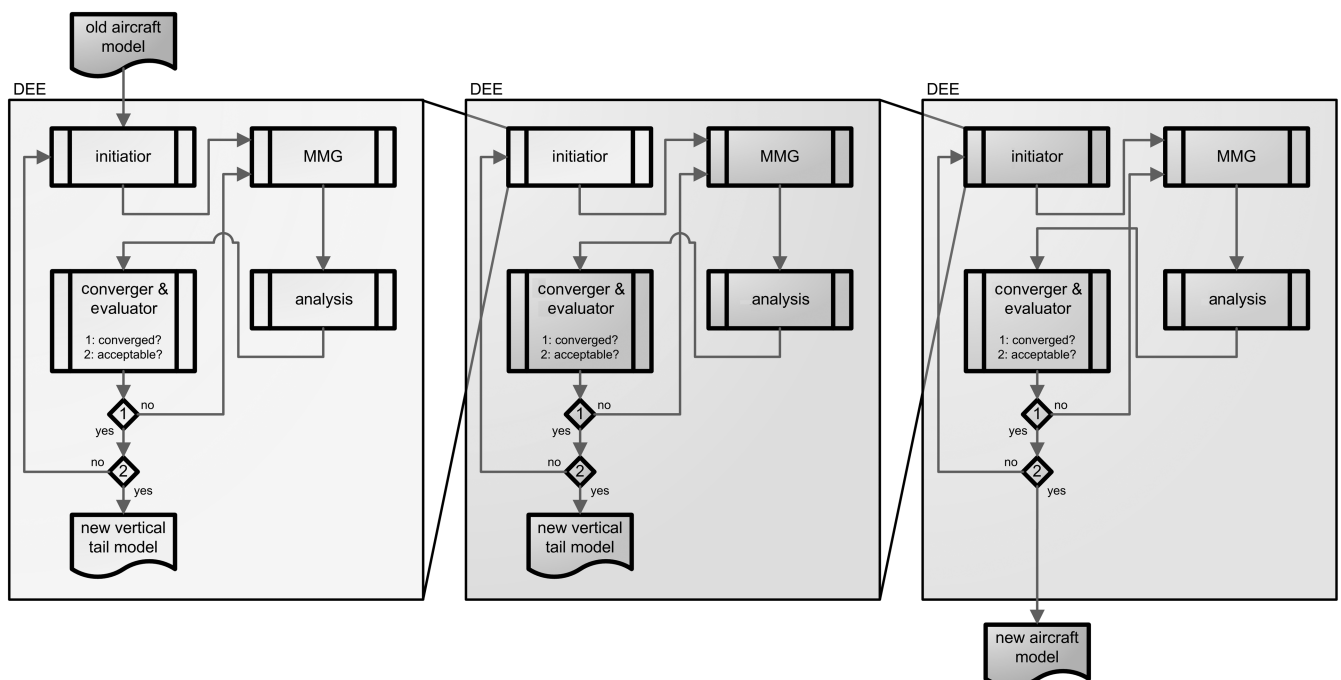 old aircraft
model
DEE
initiatior
MMG
converger &
evaluator
1: converged?
2: acceptable?
analysis
1
no
yes
no
2
yes
new vertical
tail model
DEE
initiatior
MMG
converger &
evaluator
1: converged?
2: acceptable?
analysis
1
no
yes
no
2
yes
new vertical
tail model
DEE
initiator
MMG
converger &
evaluator
1: converged?
2: acceptable?
analysis
1
no
yes
no
2
yes
new aircraft
model